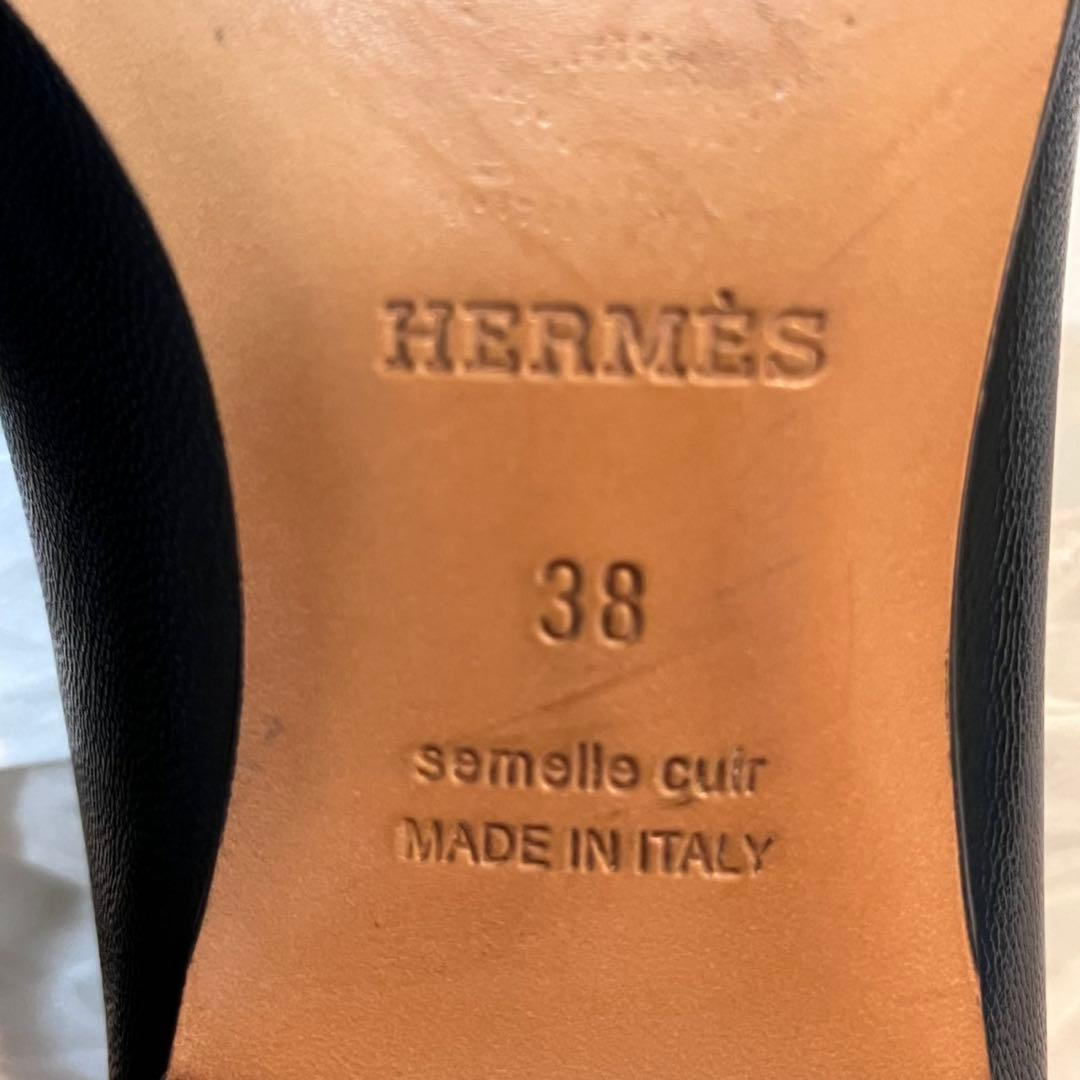 HERMÈS
38
semelle cuir
MADE IN ITALY